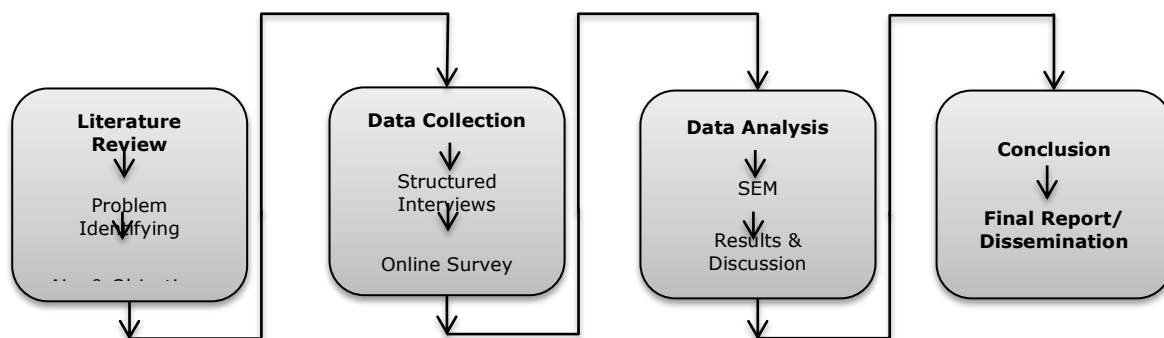 Literature
Review
Problem
Identifying
Data Collection
Structured
Interviews
Online Survey
Data Analysis
SEM
Results &
Discussion
Conclusion
Final Report/
Dissemination